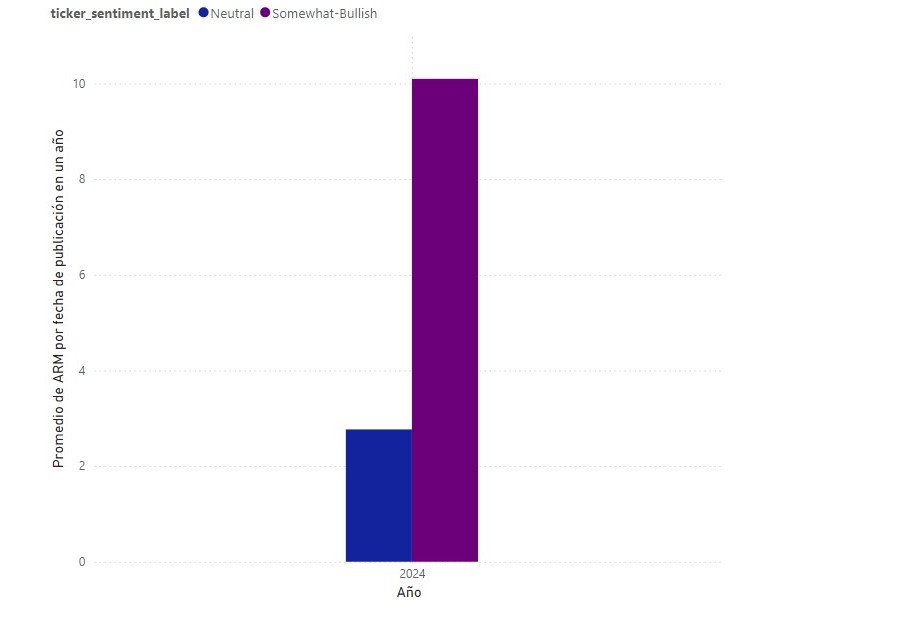 ticker_sentiment_label Neutral Somewhat-Bullish
Promedio de ARM por fecha de publicación en un año
10
8
6
4
2
0
2024
Año